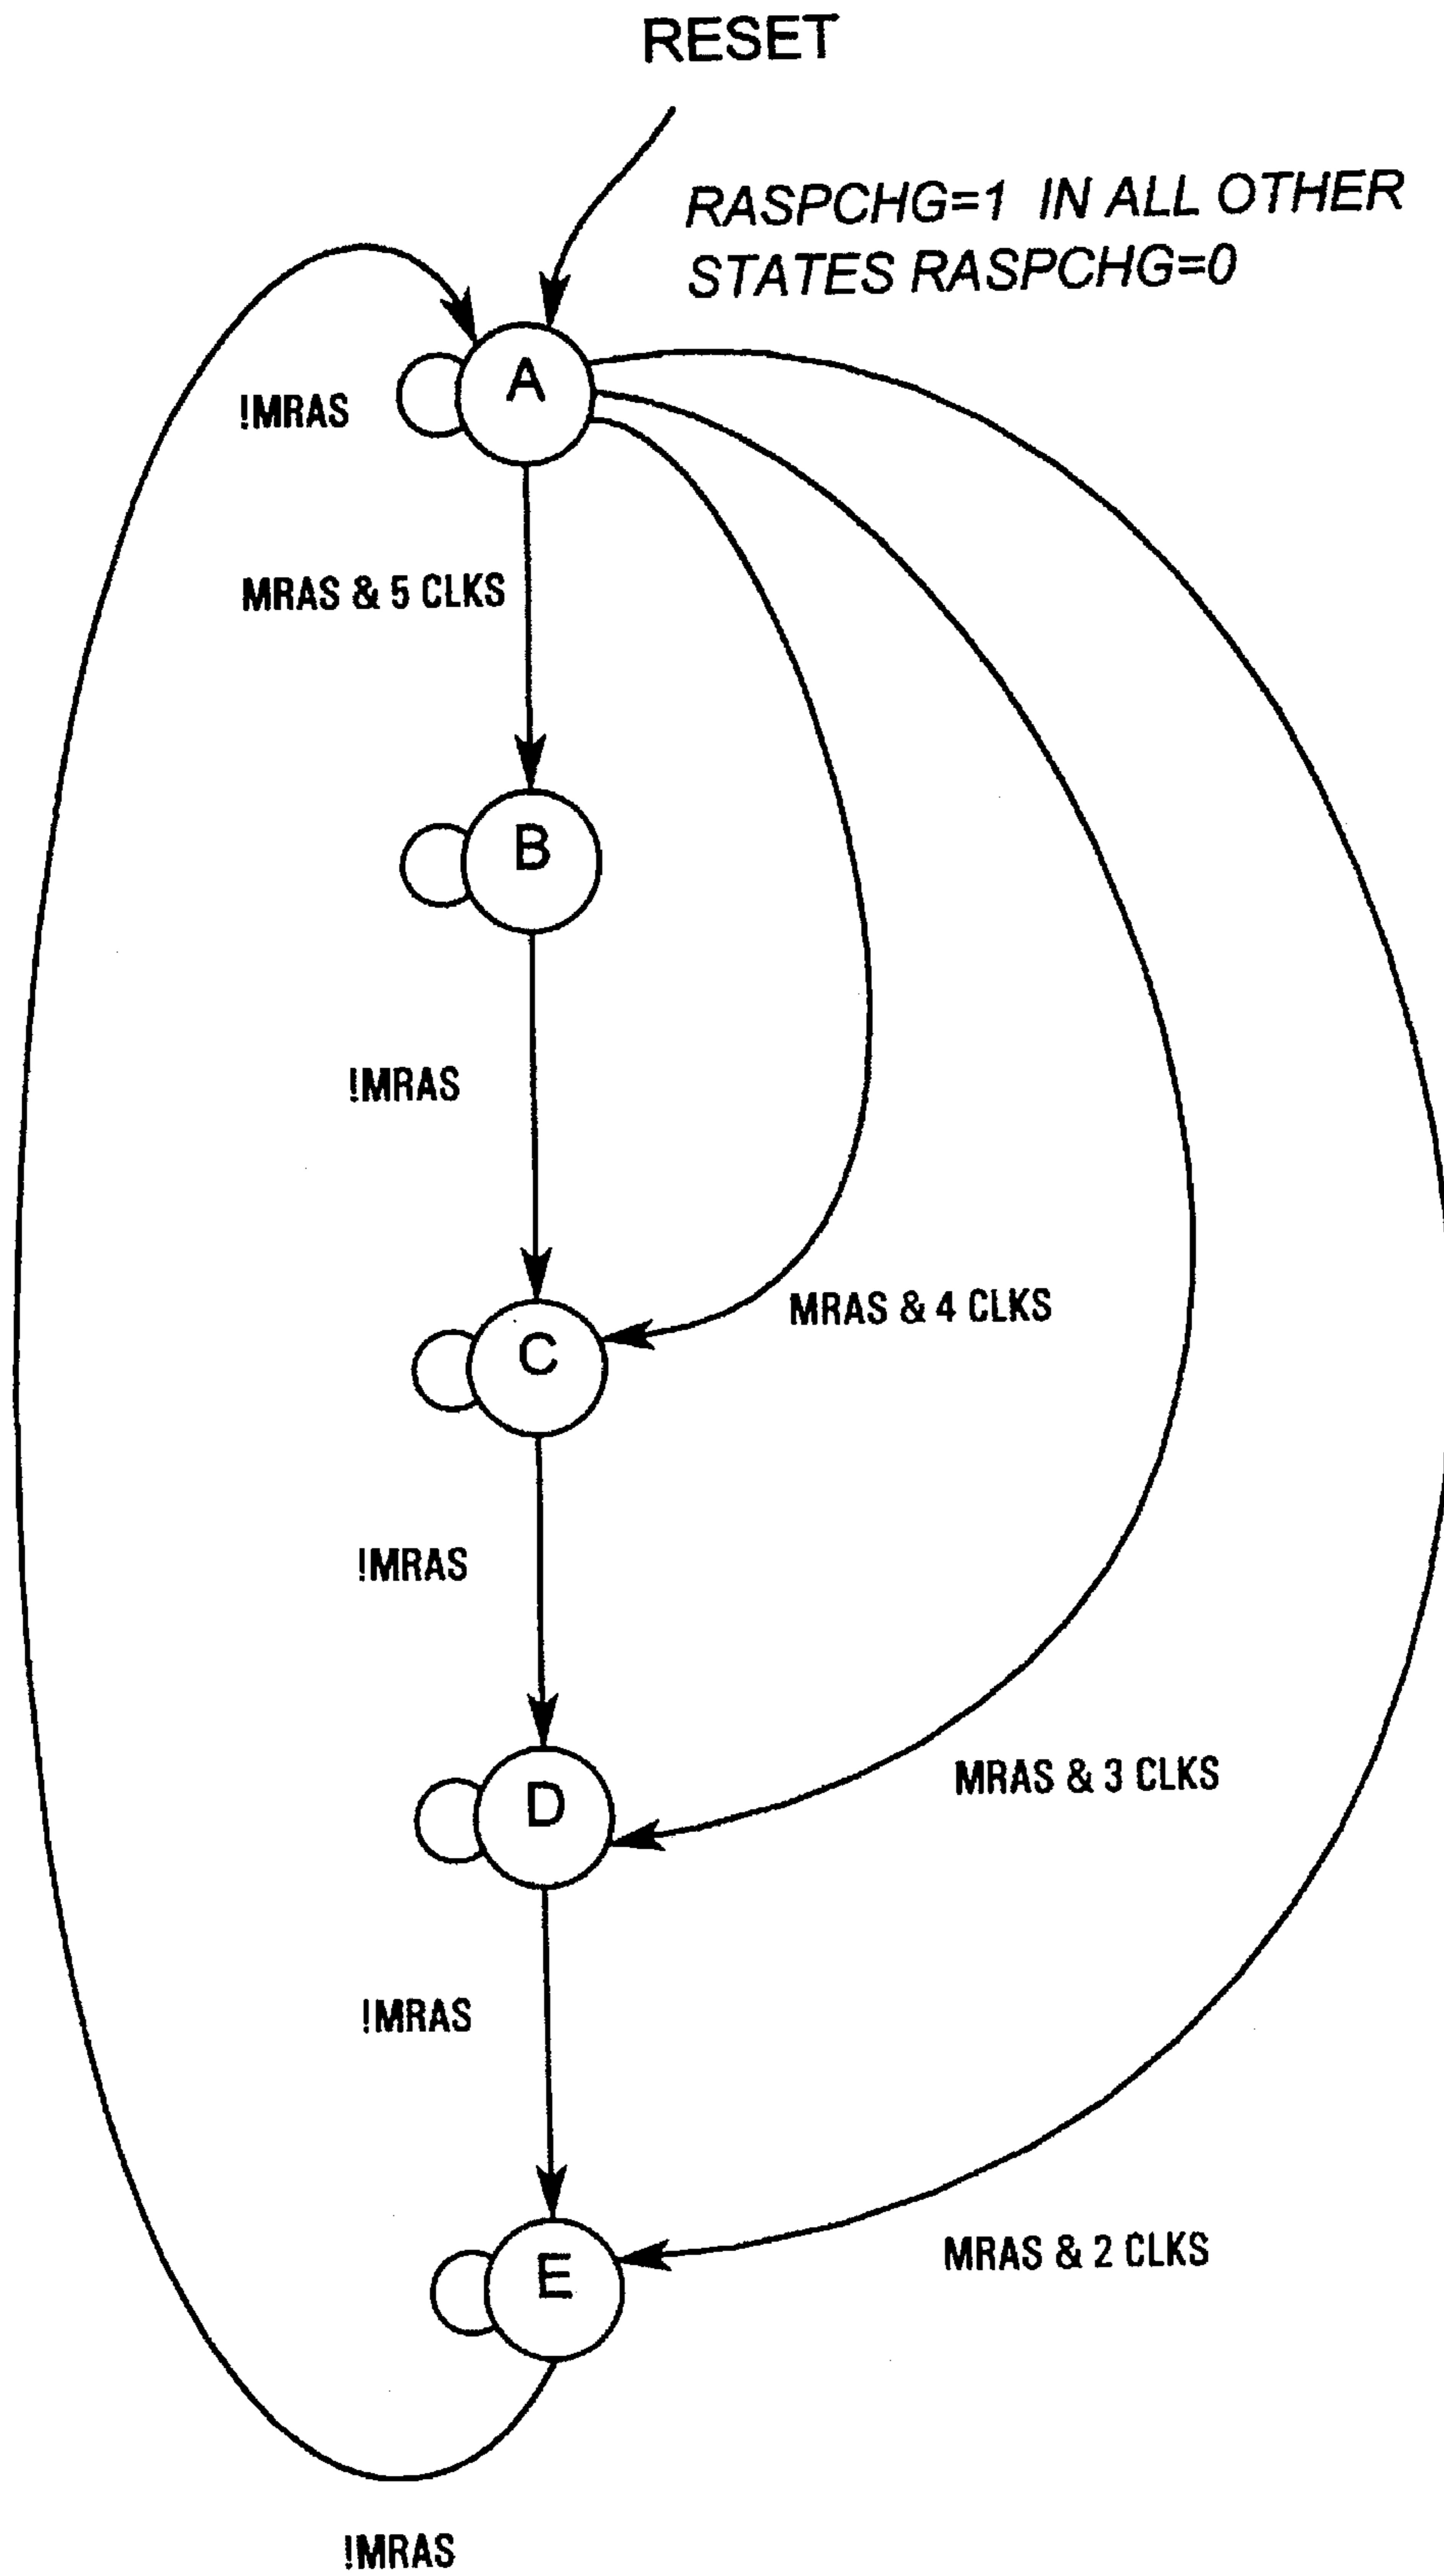 RESET
RASPCHG=1 IN ALL OTHER
STATES RASPCHG=0
A
!MRAS
MRAS & 5 CLKS
B
!MRAS
MRAS & 4 CLKS
C
!MRAS
MRAS & 3 CLKS
D
!MRAS
MRAS & 2 CLKS
E
!MRAS